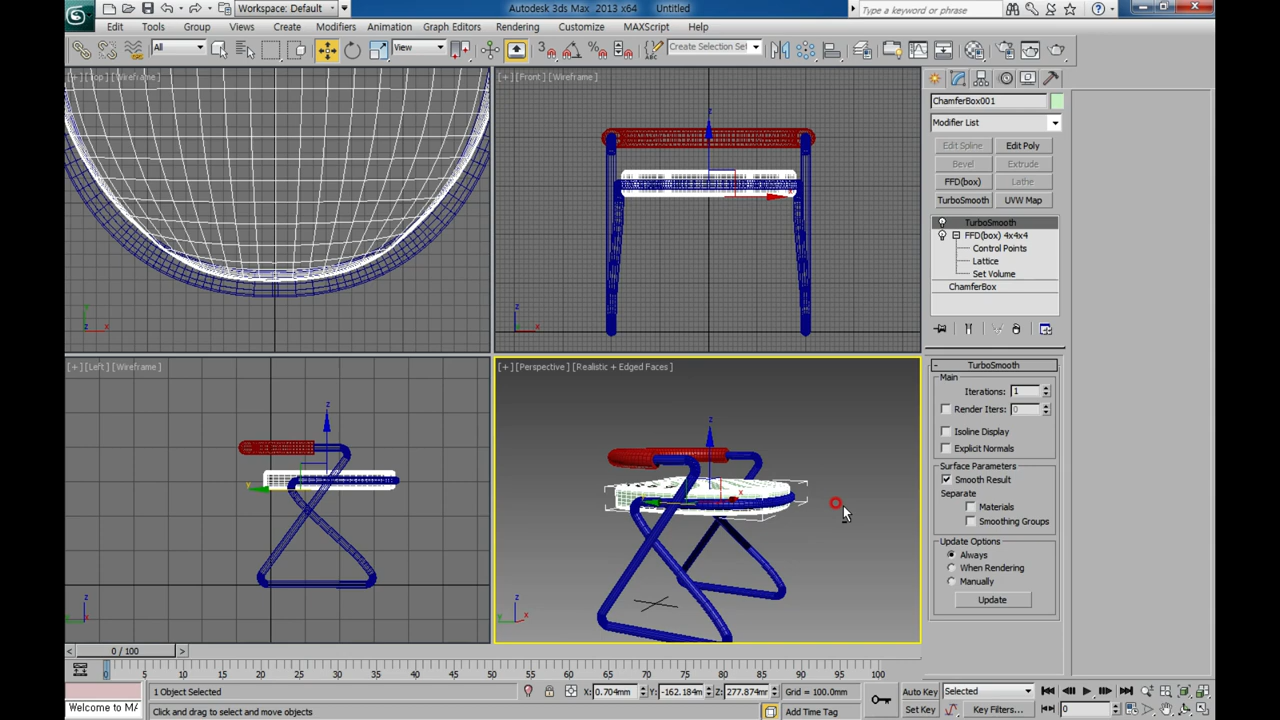 Workspace: Default
Autodesk 3ds Max 2013 x64
Untitled
Type a keyword or phrase
Edit Tools Group Views Create Modifiers Animation Graph Editors Rendering Customize MAXScript Help
All
View
Create Selection Set
[+] [Top] [Wireframe]
[+] [Front] [Wireframe]
ChamferBox001
Modifier List
Edit Spline Edit Poly
Bevel Extrude
FFD(box) Lathe
TurboSmooth UVW Map
TurboSmooth
FFD(box) 4x4x4
Control Points
Lattice
Set Volume
ChamferBox
[+] [Left] [Wireframe]
[+] [Perspective] [Realistic + Edged Faces]
- TurboSmooth
Main
Iterations: 1
Render Iters: 0
Isoline Display
Explicit Normals
Surface Parameters
Smooth Result
Separate
Materials
Smoothing Groups
Update Options
Always
When Rendering
Manually
Update
< 0 / 100 >
0 5 10 15 20 25 30 35 40 45 50 55 60 65 70 75 80 85 90 95 100
1 Object Selected
X: 0.704mm Y: -162.184m Z: 277.874m
Grid = 100.0mm
Auto Key
Selected
Welcome to MA
Click and drag to select and move objects
Add Time Tag
Set Key
Key Filters...
0